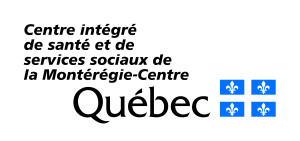 Centre intégré
de santé et de
services sociaux de
la Montérégie-Centre
Québec